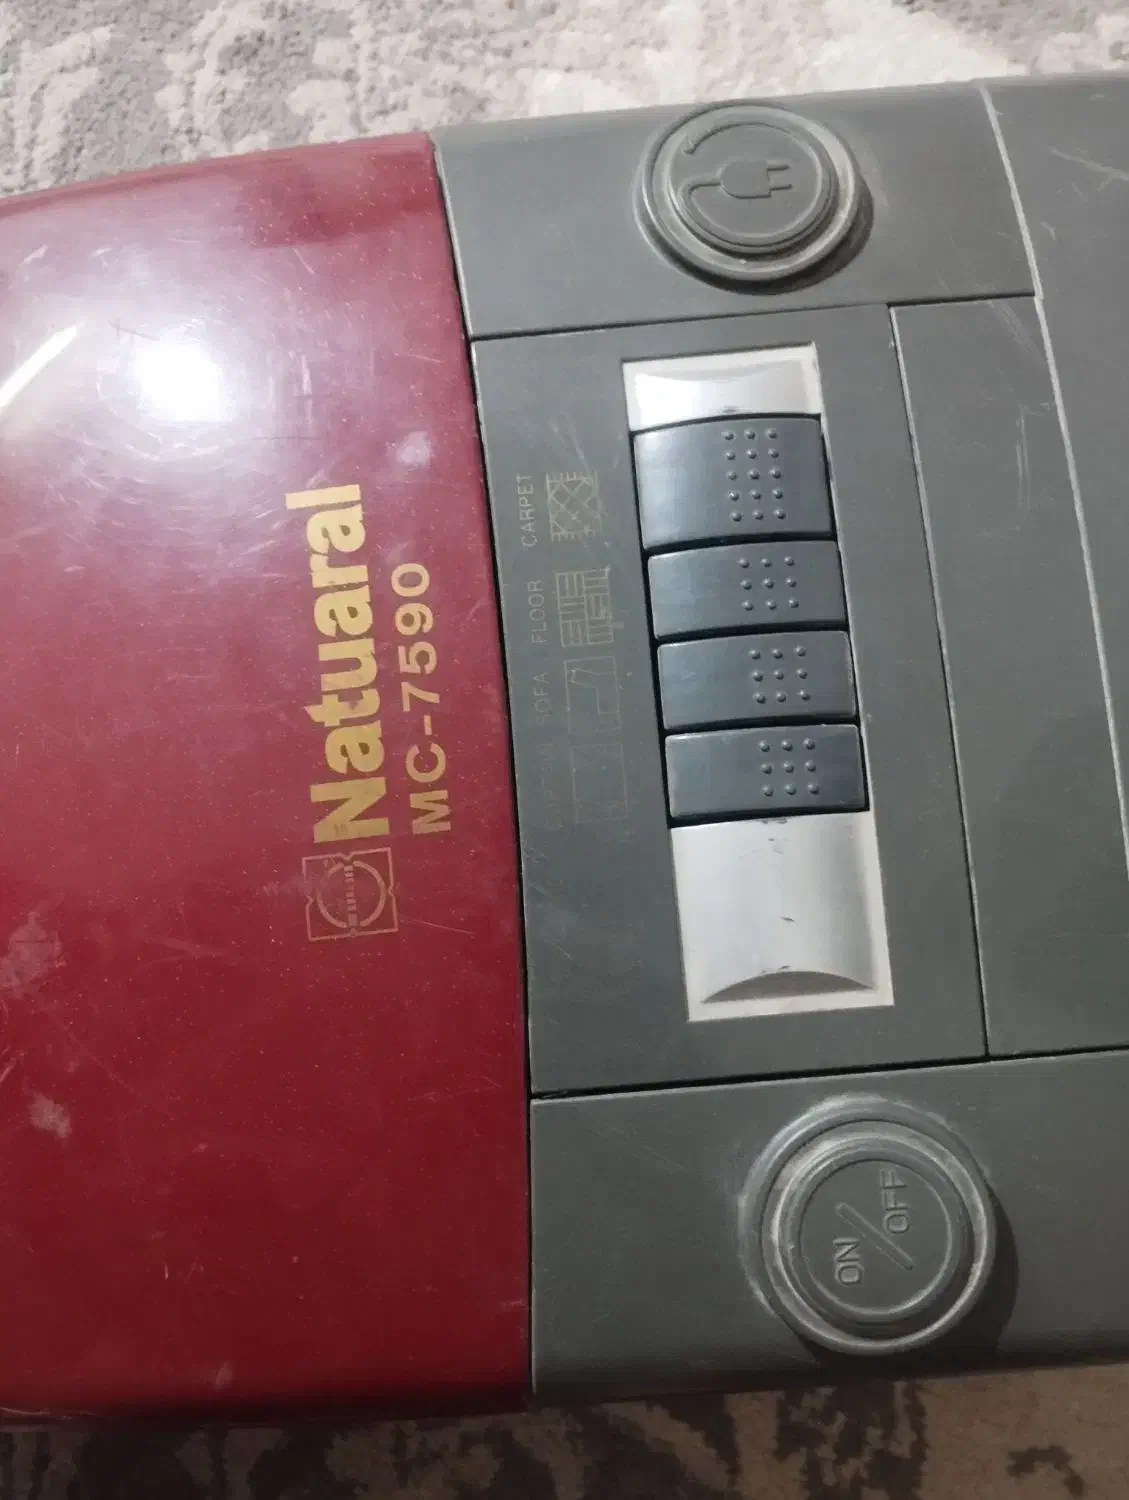 Natuaral
MC-7590
SOFA FLOOR CARPET
ON/OFF